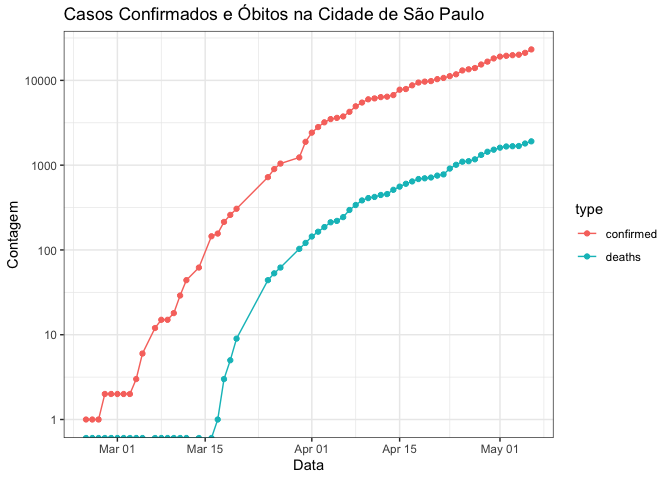 Casos Confirmados e Óbitos na Cidade de São Paulo
Contagem
10000
1000
100
10
1
Mar 01
Mar 15
Apr 01
Apr 15
May 01
Data
type
confirmed
deaths